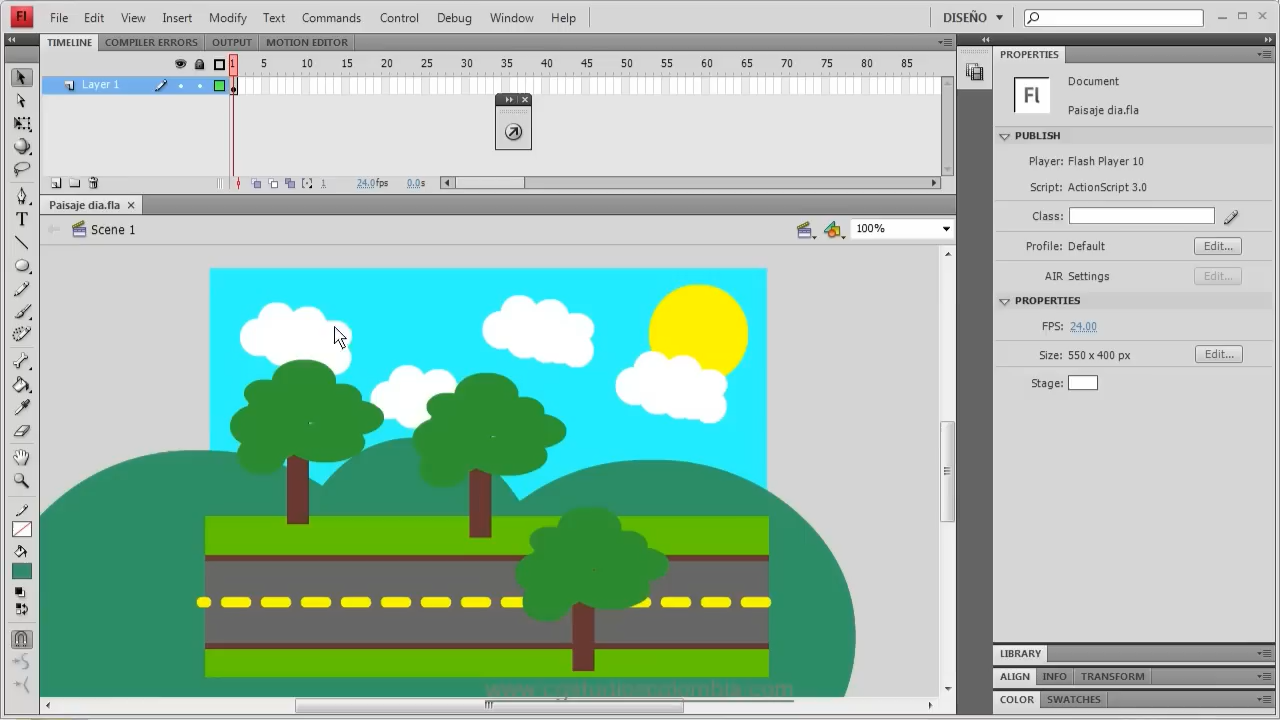 Fl File Edit View Insert Modify Text Commands Control Debug Window Help DISEÑO
TIMELINE COMPILER ERRORS OUTPUT MOTION EDITOR
1 5 10 15 20 25 30 35 40 45 50 55 60 65 70 75 80 85
Layer 1
1 24.0fps 0.0s
Paisaje dia.fla
Scene 1
100%
PROPERTIES
Fl Document
Paisaje dia.fla
PUBLISH
Player: Flash Player 10
Script: ActionScript 3.0
Class:
Profile: Default Edit...
AIR Settings Edit...
PROPERTIES
FPS: 24.00
Size: 550 x 400 px Edit...
Stage:
LIBRARY
ALIGN INFO TRANSFORM
COLOR SWATCHES